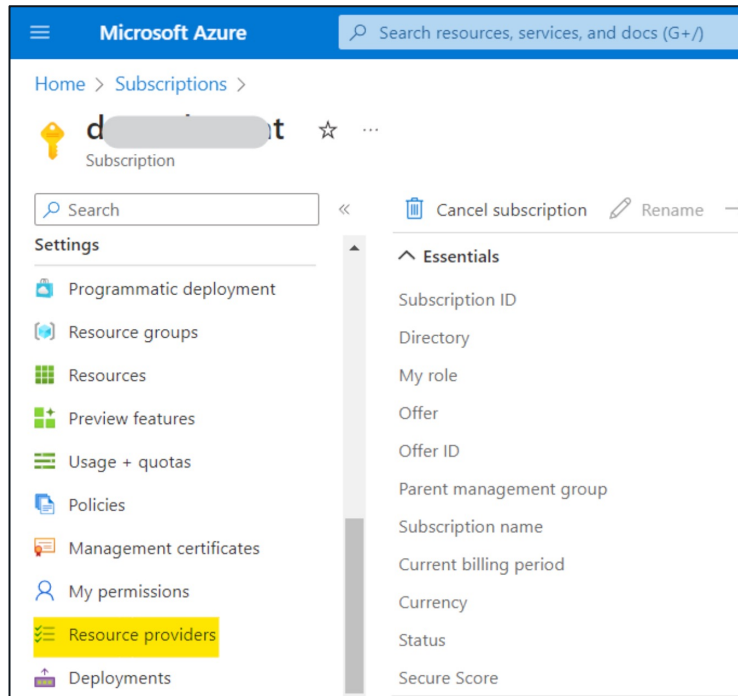 Microsoft Azure
Search resources, services, and docs (G+/)
Home > Subscriptions >
Subscription
Search
«
Settings
Programmatic deployment
Resource groups
Resources
Preview features
Usage + quotas
Policies
Management certificates
My permissions
Resource providers
Deployments
Cancel subscription
Rename
Essentials
Subscription ID
Directory
My role
Offer
Offer ID
Parent management group
Subscription name
Current billing period
Currency
Status
Secure Score